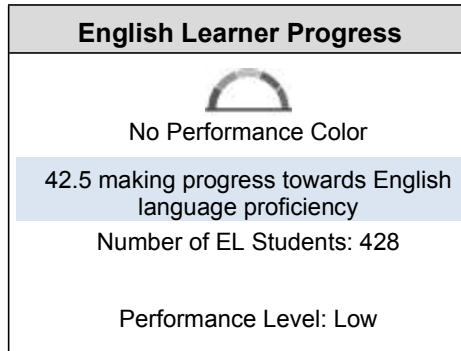 English Learner Progress
No Performance Color
42.5 making progress towards English
language proficiency
Number of EL Students: 428
Performance Level: Low